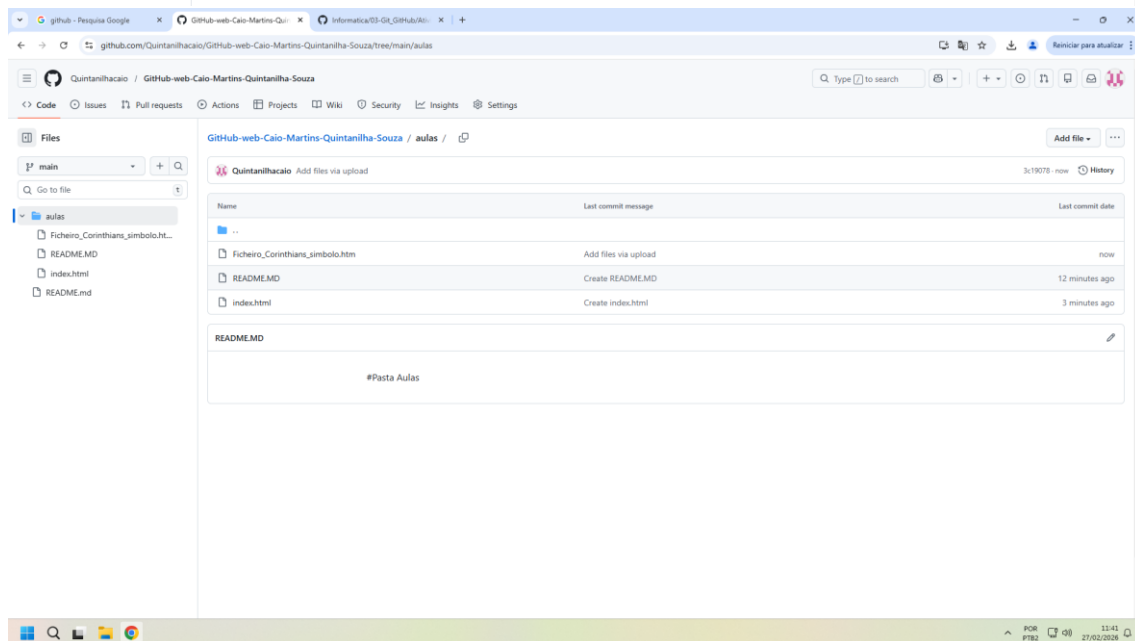 github - Pesquisa Google
GitHub-web-Caio-Martins-Qui
Informatica/03-Git_GitHub/Ativ
github.com/Quintanilhacaio/GitHub-web-Caio-Martins-Quintanilha-Souza/tree/main/aulas
Reiniciar para atualizar
Quintanilhacaio / GitHub-web-Caio-Martins-Quintanilha-Souza
Type / to search
Code Issues Pull requests Actions Projects Wiki Security Insights Settings
Files
GitHub-web-Caio-Martins-Quintanilha-Souza / aulas /
Add file
main
Quintanilhacaio Add files via upload
3c19078 · now History
Go to file t
Name Last commit message Last commit date
aulas
..
Ficheiro_Corinthians_simbolo.ht...
Ficheiro_Corinthians_simbolo.htm Add files via upload now
README.MD
README.MD Create README.MD 12 minutes ago
index.html
index.html Create index.html 3 minutes ago
README.md
README.MD
#Pasta Aulas
POR
PTB2
11:41
27/02/2026